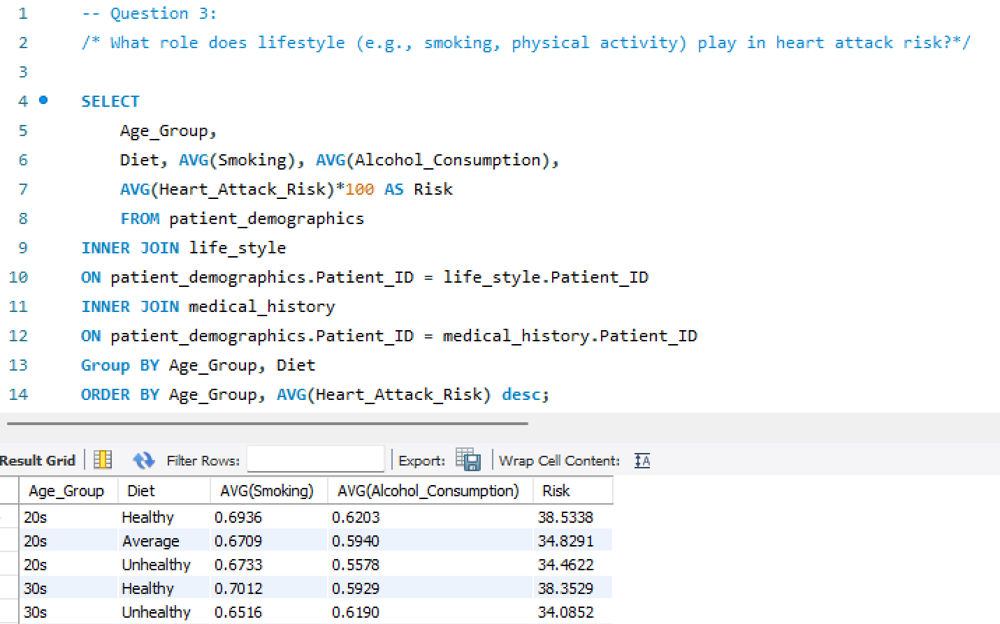 1 -- Question 3:
2 /* What role does lifestyle (e.g., smoking, physical activity) play in heart attack risk?*/
3
4 SELECT
5 Age_Group,
6 Diet, AVG(Smoking), AVG(Alcohol_Consumption),
7 AVG(Heart_Attack_Risk)*100 AS Risk
8 FROM patient_demographics
9 INNER JOIN life_style
10 ON patient_demographics.Patient_ID = life_style.Patient_ID
11 INNER JOIN medical_history
12 ON patient_demographics.Patient_ID = medical_history.Patient_ID
13 Group BY Age_Group, Diet
14 ORDER BY Age_Group, AVG(Heart_Attack_Risk) desc;
Result Grid Filter Rows: Export: Wrap Cell Content: IA
Age_Group Diet AVG(Smoking) AVG(Alcohol_Consumption) Risk
20s Healthy 0.6936 0.6203 38.5338
20s Average 0.6709 0.5940 34.8291
20s Unhealthy 0.6733 0.5578 34.4622
30s Healthy 0.7012 0.5929 38.3529
30s Unhealthy 0.6516 0.6190 34.0852